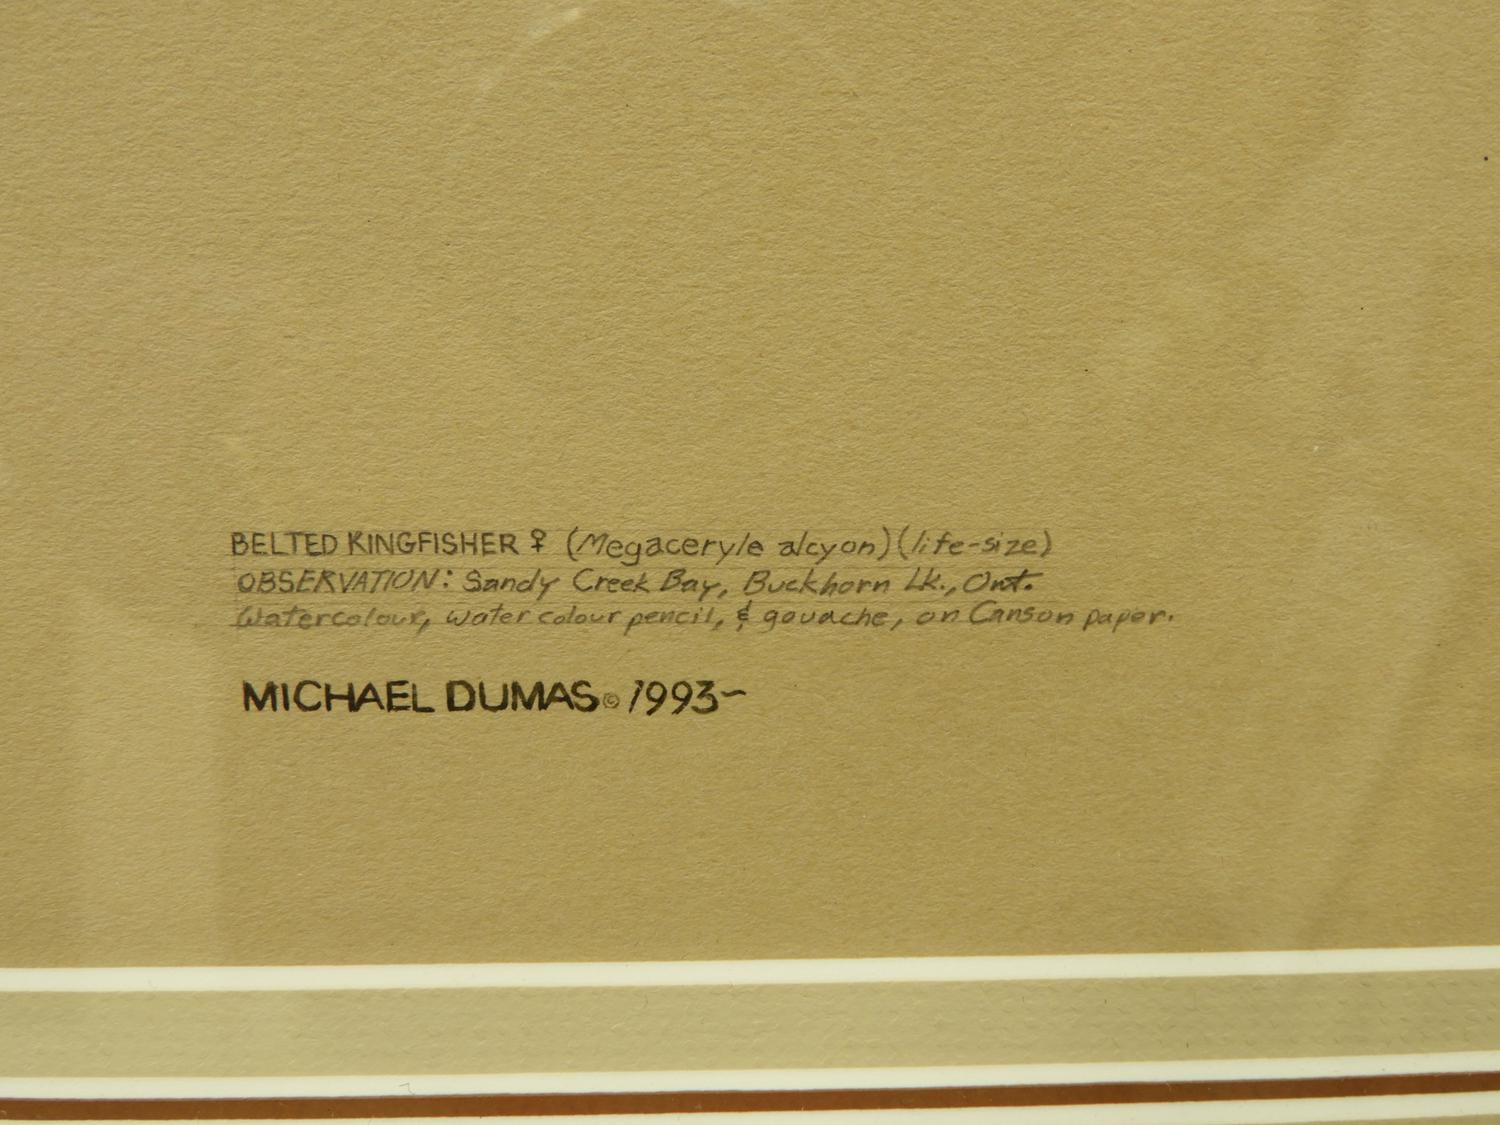 BELTED KINGFISHER ♀ (Megaceryle alcyon) (life-size)
OBSERVATION: Sandy Creek Bay, Buckhorn Lk., Ont.
Watercolour, water colour pencil, & gouache, on Canson paper.
MICHAEL DUMAS © 1993~